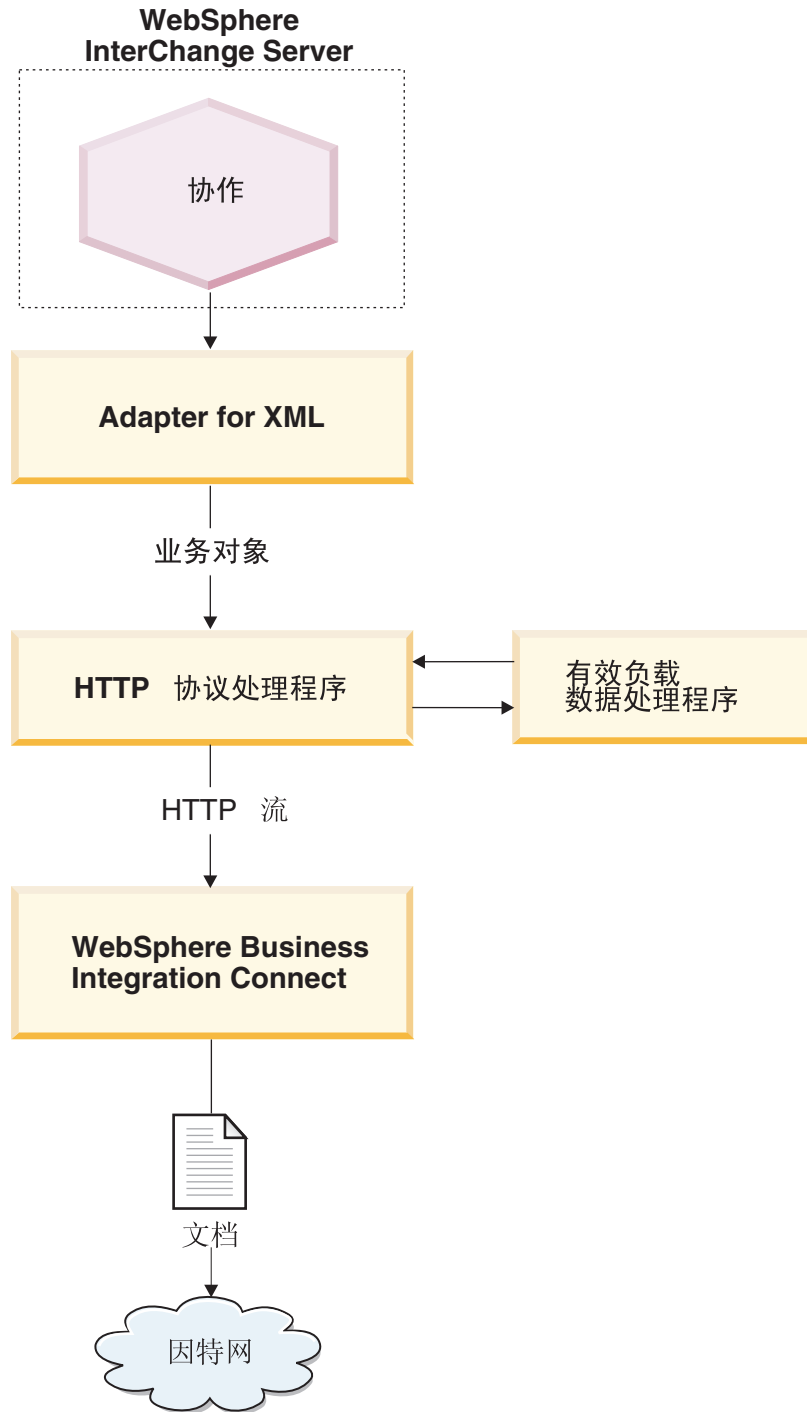 WebSphere
InterChange Server
协作
Adapter for XML
业务对象
HTTP 协议处理程序
有效负载
数据处理程序
HTTP 流
WebSphere Business
Integration Connect
文档
因特网